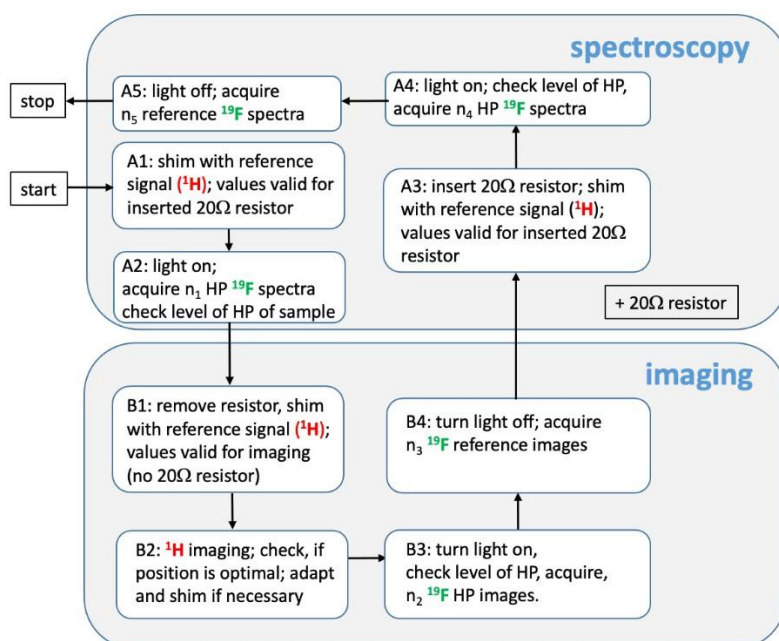 spectroscopy
stop
A5: light off; acquire
n₅ reference ¹⁹F spectra
A4: light on; check level of HP,
acquire n₄ HP ¹⁹F spectra
start
A1: shim with reference
signal (¹H); values valid for
inserted 20Ω resistor
A3: insert 20Ω resistor; shim
with reference signal (¹H);
values valid for inserted 20Ω
resistor
A2: light on;
acquire n₁ HP ¹⁹F spectra
check level of HP of sample
+ 20Ω resistor
imaging
B1: remove resistor, shim
with reference signal (¹H);
values valid for imaging
(no 20Ω resistor)
B4: turn light off; acquire
n₃ ¹⁹F reference images
B2: ¹H imaging; check, if
position is optimal; adapt
and shim if necessary
B3: turn light on,
check level of HP, acquire,
n₂ ¹⁹F HP images.